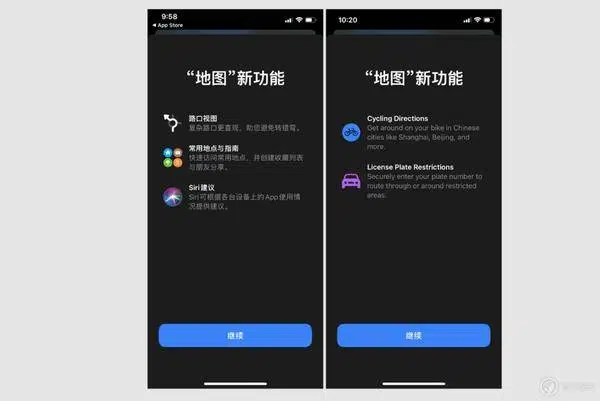 9:58
App Store
“地图”新功能
路口视图
复杂路口更直观，助您避免转错弯。
常用地点与指南
快速访问常用地点，并创建收藏列表
与朋友分享。
Siri 建议
Siri 可根据各台设备上的 App 使用情
况提供建议。
继续
10:20
“地图”新功能
Cycling Directions
Get around on your bike in Chinese
cities like Shanghai, Beijing, and
more.
License Plate Restrictions
Securely enter your plate number to
route through or around restricted
areas.
继续